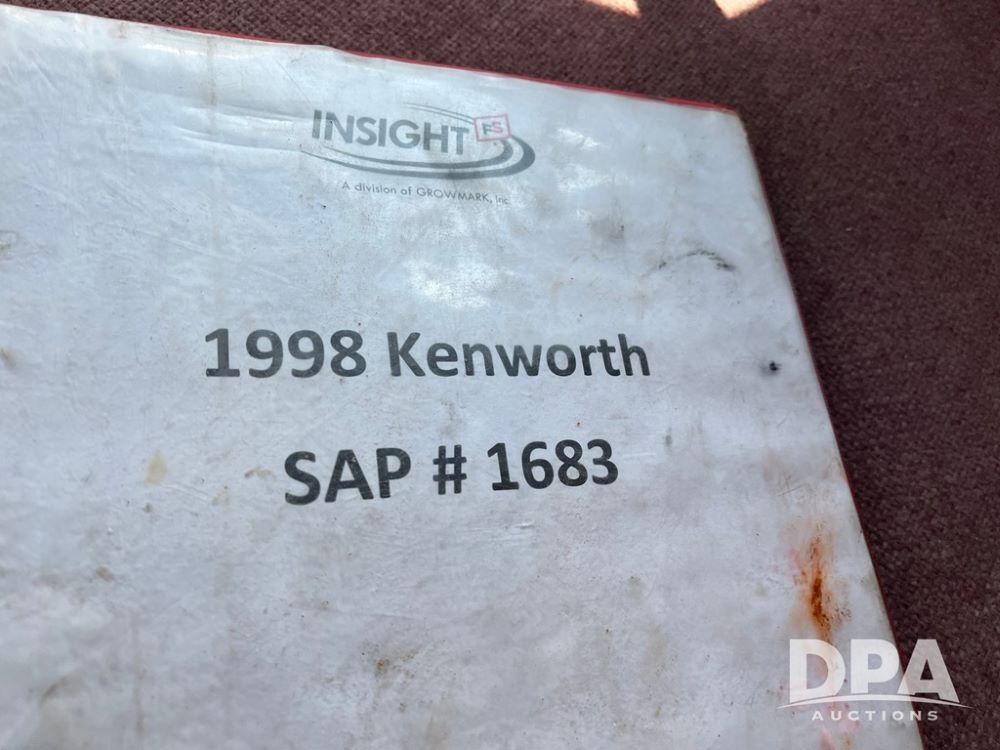 INSIGHT FS
A division of GROWMARK, Inc
1998 Kenworth
SAP # 1683
DPA
AUCTIONS